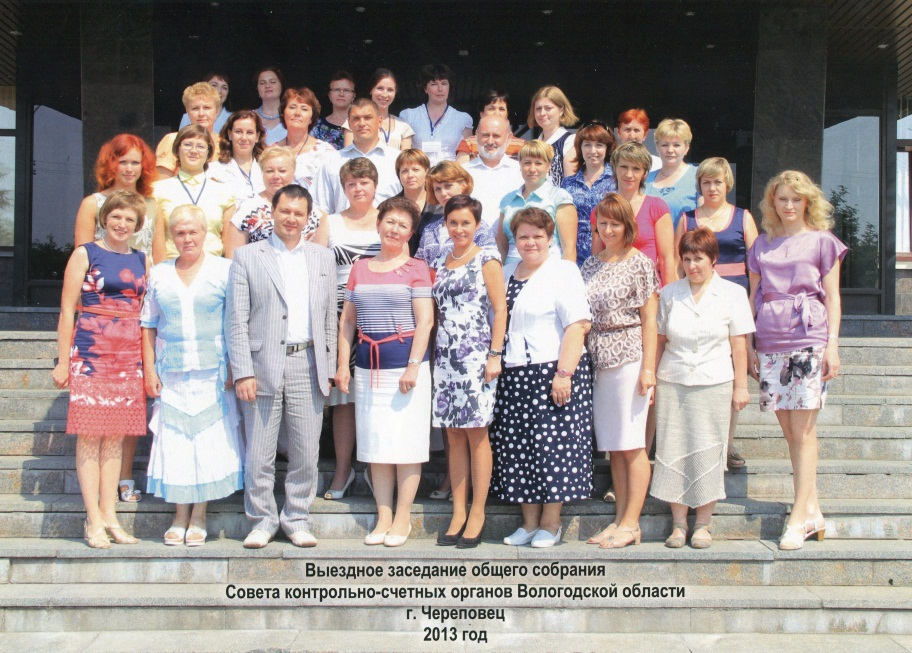 Выездное заседание общего собрания
Совета контрольно-счетных органов Вологодской области
г. Череповец
2013 год